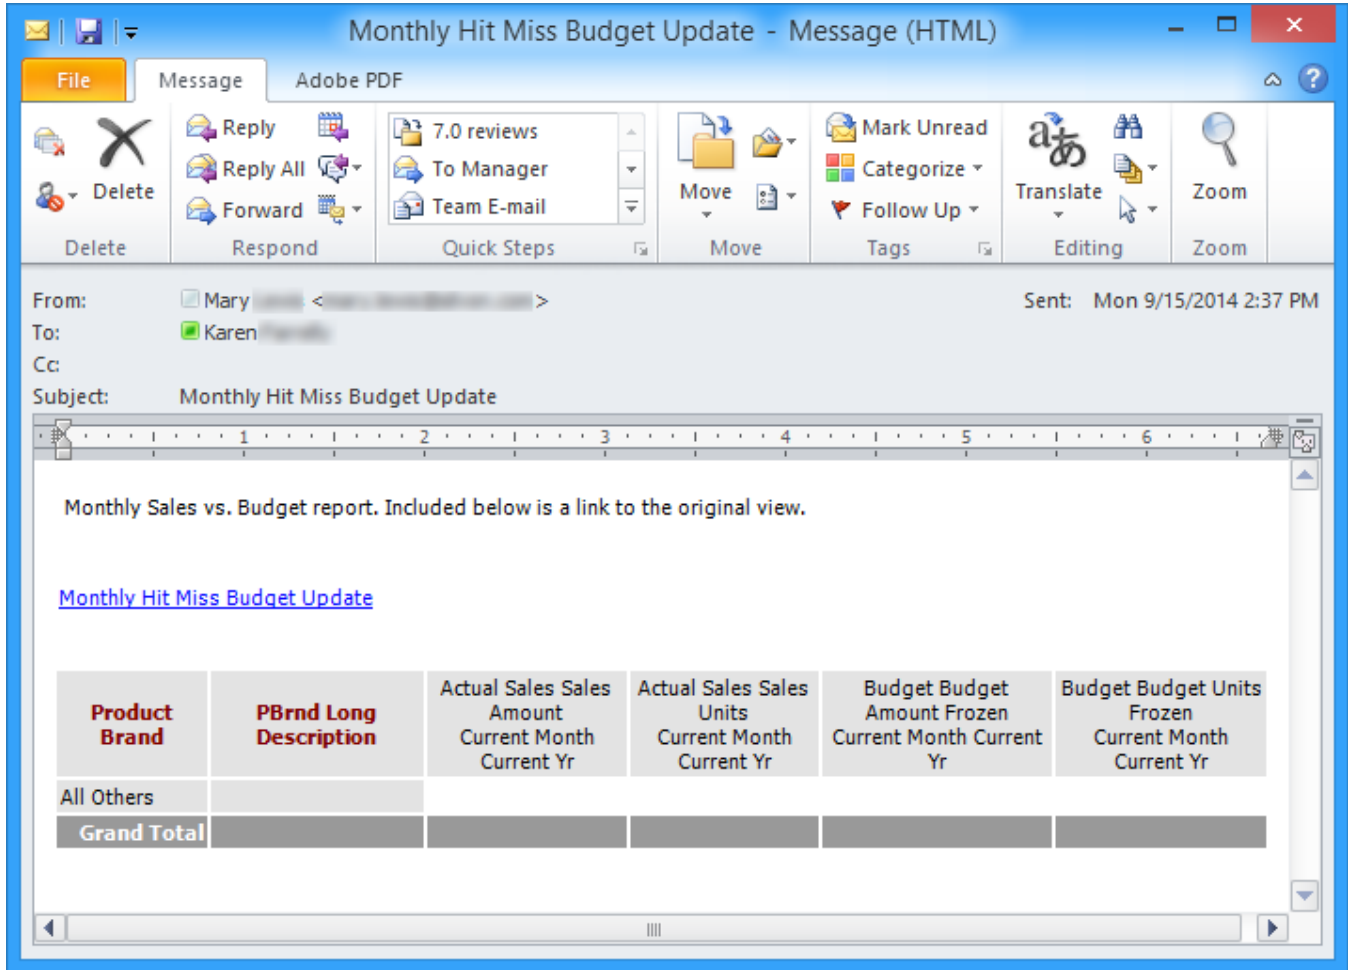 Monthly Hit Miss Budget Update - Message (HTML)
File Message Adobe PDF
Delete
Reply
Reply All
Forward
7.0 reviews
To Manager
Team E-mail
Move
Mark Unread
Categorize
Follow Up
Translate
Zoom
Delete Respond Quick Steps Move Tags Editing Zoom
From: Mary < >
Sent: Mon 9/15/2014 2:37 PM
To: Karen
Cc:
Subject: Monthly Hit Miss Budget Update
1 2 3 4 5 6
Monthly Sales vs. Budget report. Included below is a link to the original view.
Monthly Hit Miss Budget Update
Product
Brand
PBrnd Long
Description
Actual Sales Sales
Amount
Current Month
Current Yr
Actual Sales Sales
Units
Current Month
Current Yr
Budget Budget
Amount Frozen
Current Month Current
Yr
Budget Budget Units
Frozen
Current Month
Current Yr
All Others
Grand Total